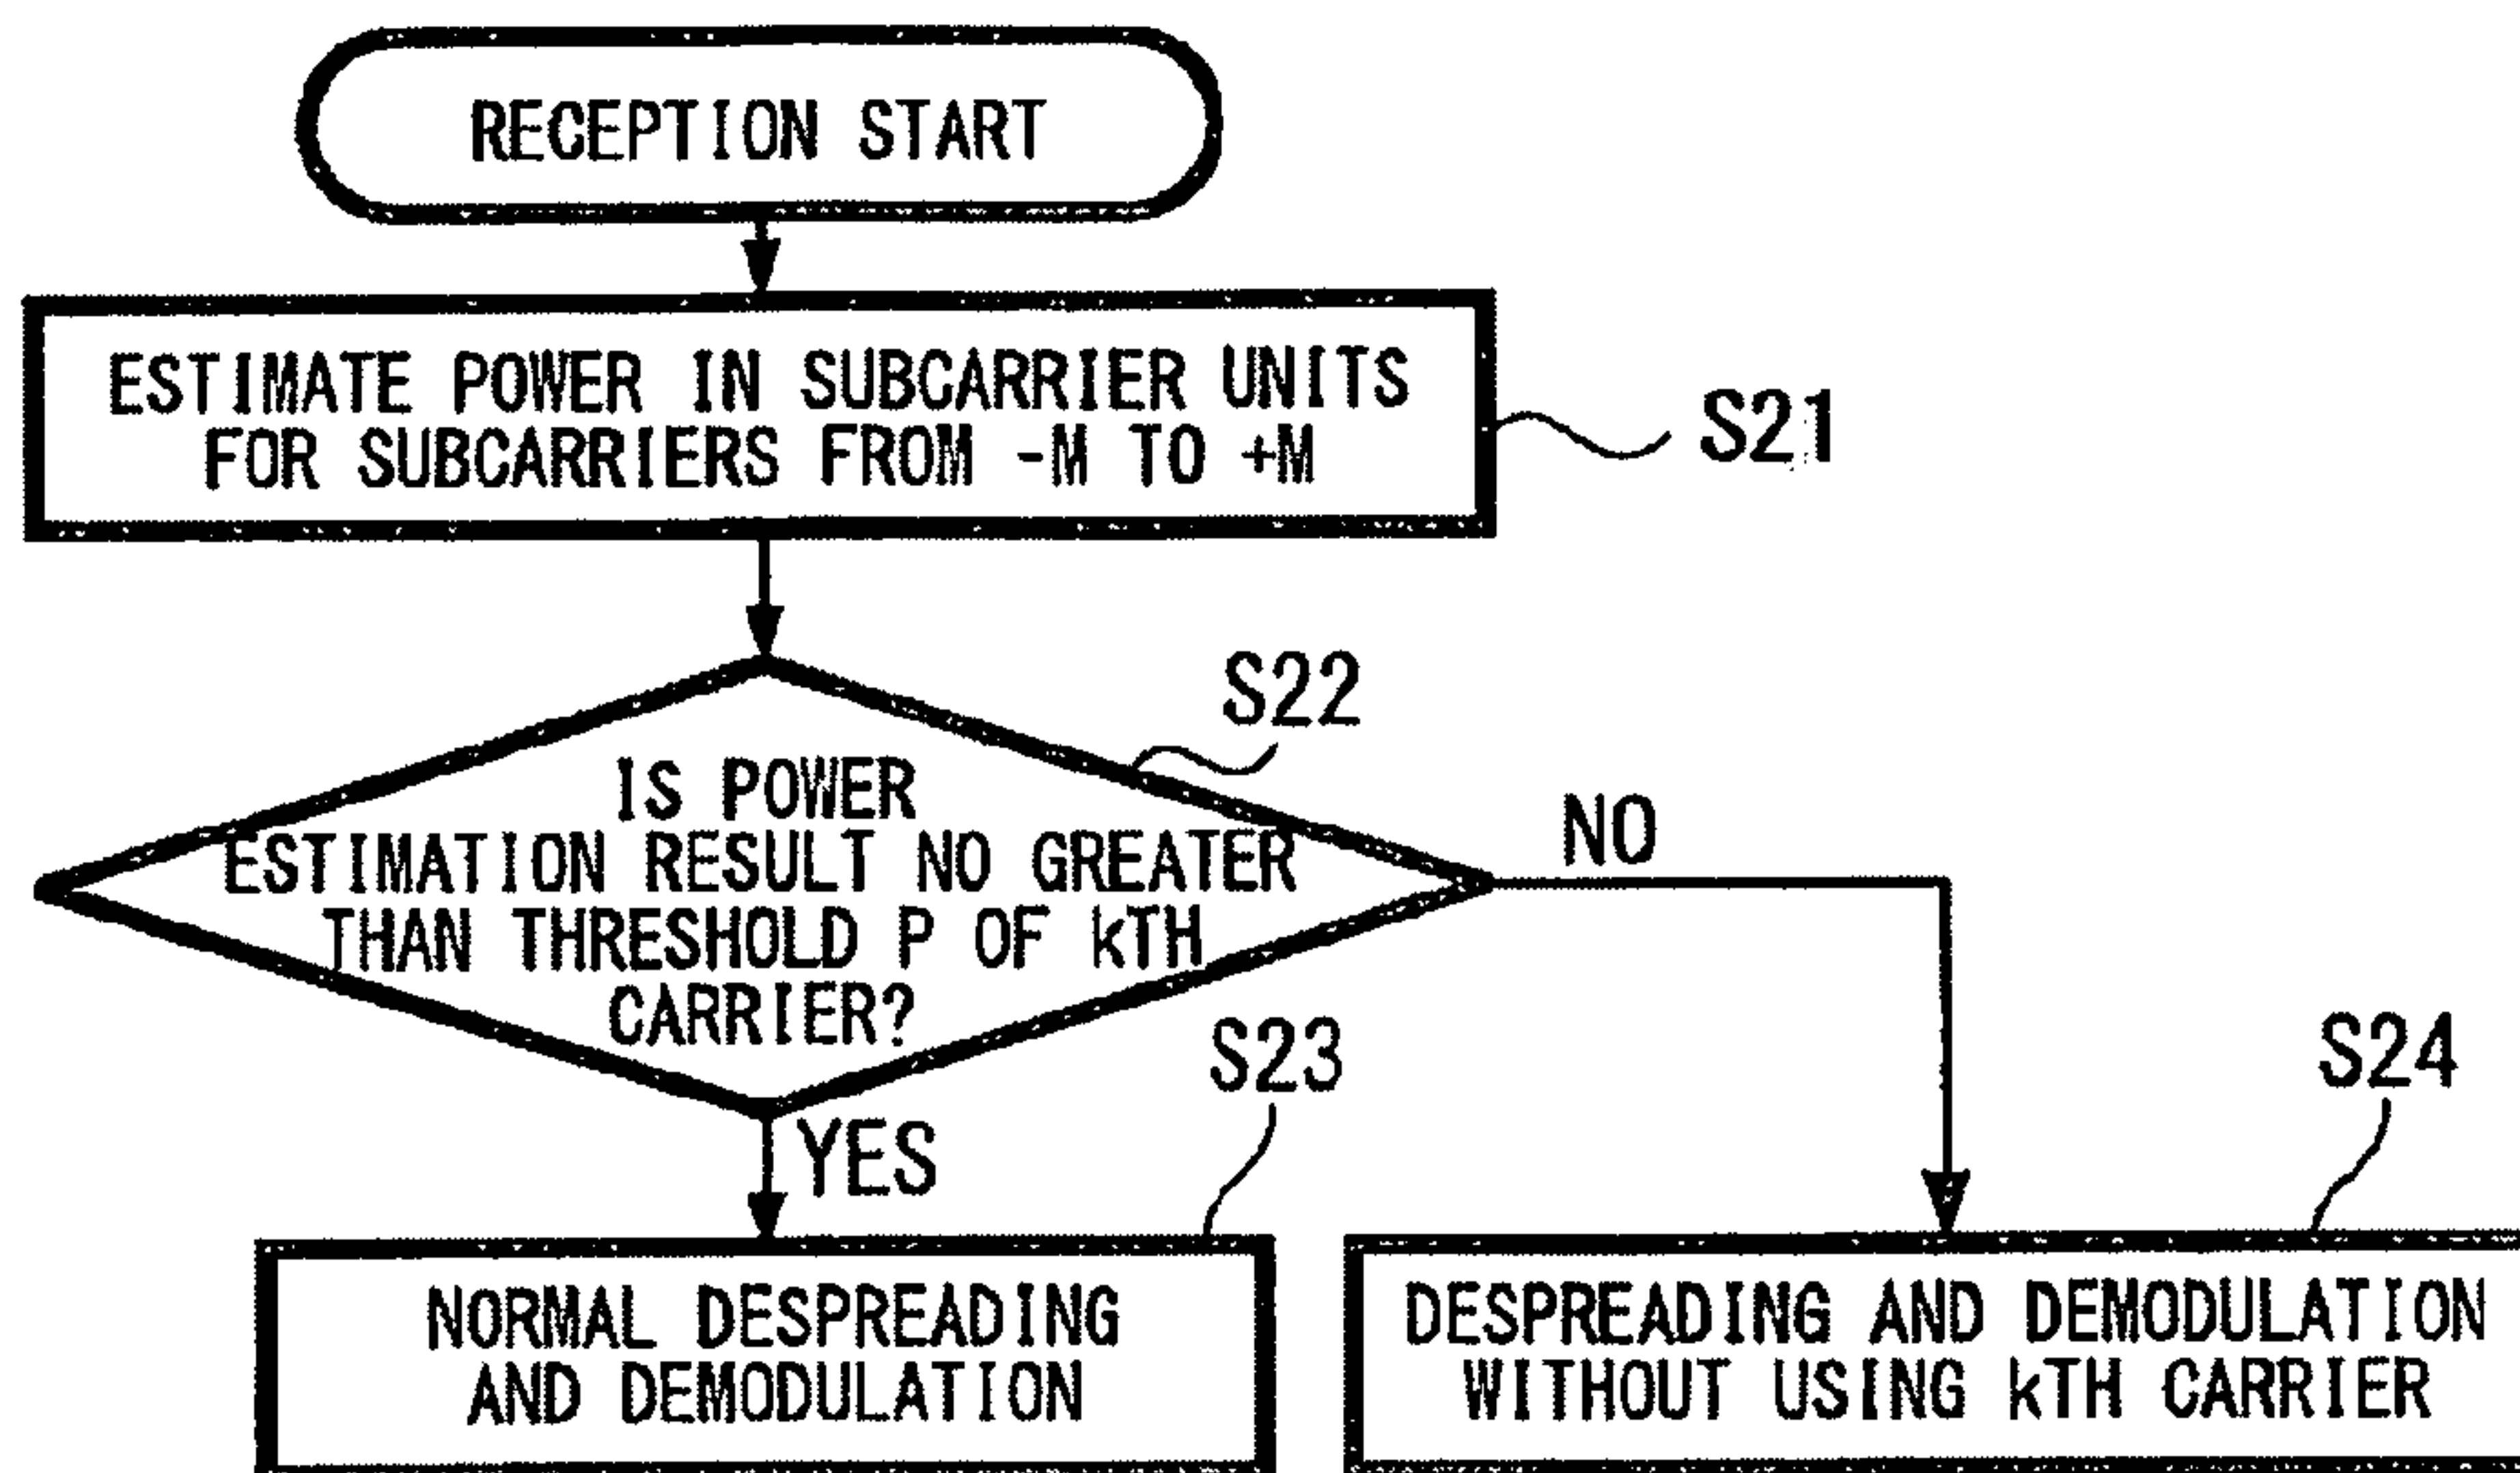 RECEPTION START
ESTIMATE POWER IN SUBCARRIER UNITS
FOR SUBCARRIERS FROM -M TO +M
S21
S22
IS POWER
ESTIMATION RESULT NO GREATER
THAN THRESHOLD P OF kTH
CARRIER?
NO
YES
S23
S24
NORMAL DESPREADING
AND DEMODULATION
DESPREADING AND DEMODULATION
WITHOUT USING kTH CARRIER